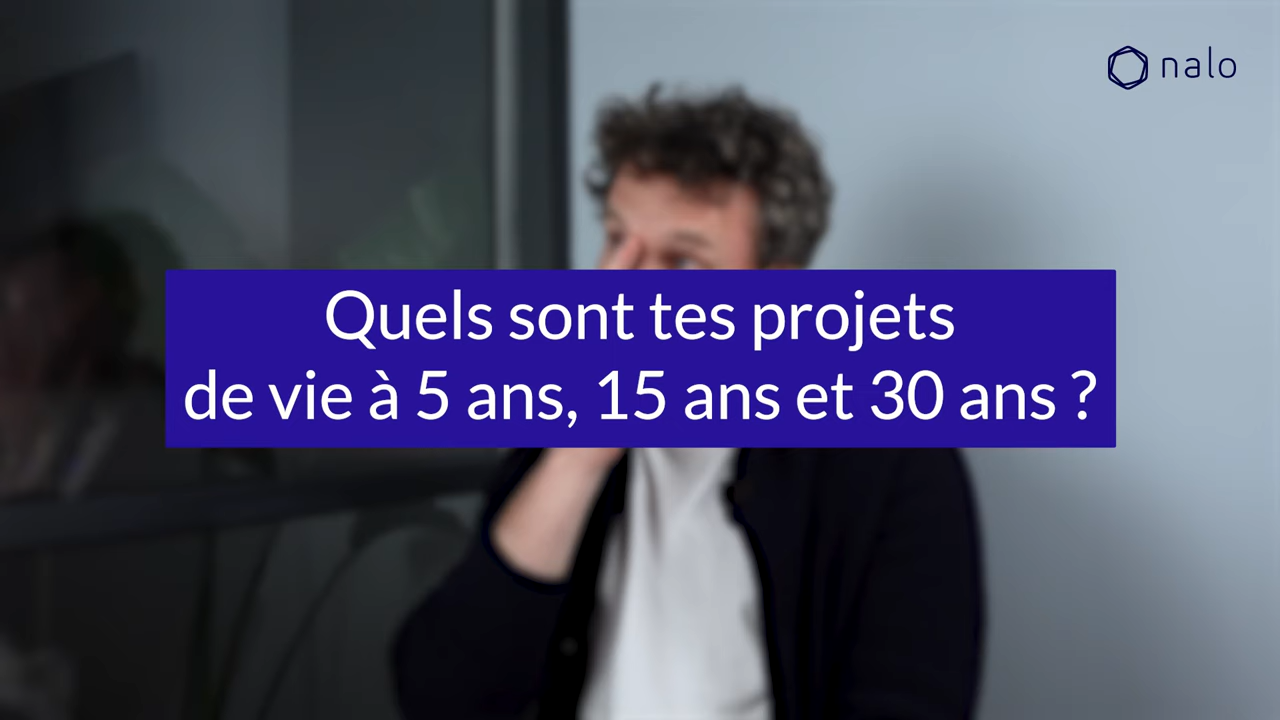 nalo
Quels sont tes projets
de vie à 5 ans, 15 ans et 30 ans ?